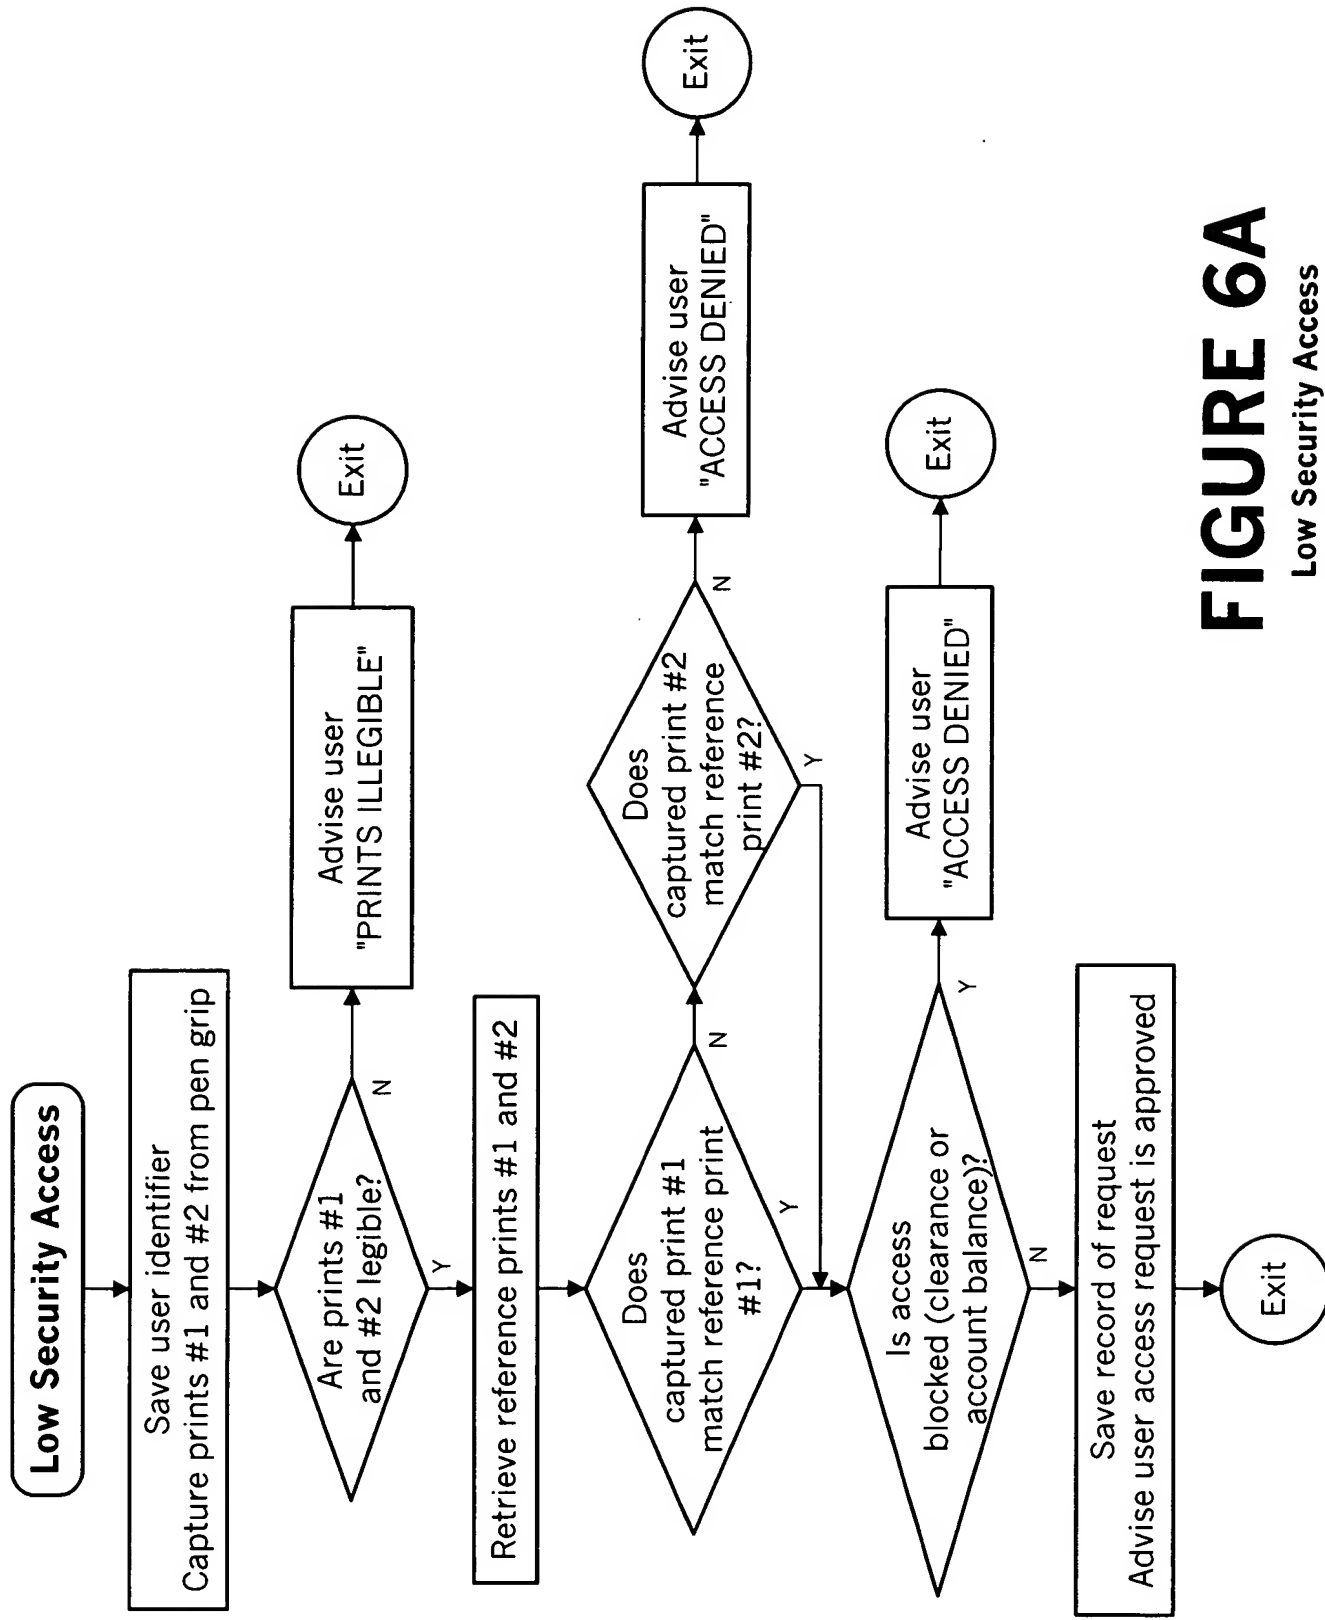 Low Security Access
Save user identifier
Capture prints #1 and #2 from pen grip
Are prints #1
and #2 legible?
N
Advise user
"PRINTS ILLEGIBLE"
Exit
Y
Retrieve reference prints #1 and #2
Does
captured print #1
match reference print
#1?
N
Does
captured print #2
match reference
print #2?
N
Advise user
"ACCESS DENIED"
Exit
Y
Y
Is access
blocked (clearance or
account balance)?
Y
Advise user
"ACCESS DENIED"
Exit
N
Save record of request
Advise user access request is approved
Exit
FIGURE 6A
Low Security Access